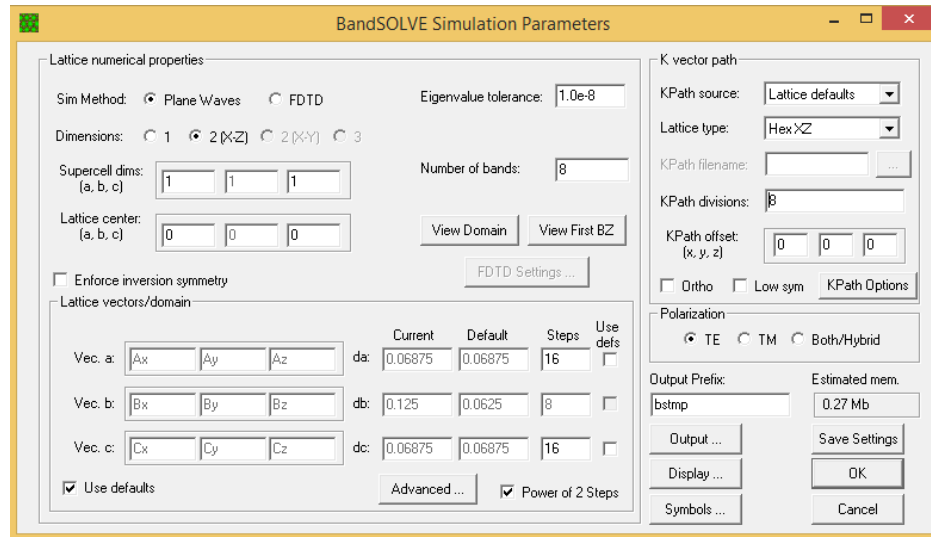 BandSOLVE Simulation Parameters
Lattice numerical properties
Sim Method: Plane Waves FDTD
Eigenvalue tolerance: 1.0e-8
Dimensions: 1 2 (X-Z) 2 (X-Y) 3
Supercell dims: (a, b, c) 1 1 1
Number of bands: 8
Lattice center: (a, b, c) 0 0 0
View Domain View First BZ
Enforce inversion symmetry
FDTD Settings ...
Lattice vectors/domain
Current Default Steps Use defs
Vec. a: Ax Ay Az da: 0.06875 0.06875 16
Vec. b: Bx By Bz db: 0.125 0.0625 8
Vec. c: Cx Cy Cz dc: 0.06875 0.06875 16
Use defaults Advanced ... Power of 2 Steps
K vector path
KPath source: Lattice defaults
Lattice type: Hex XZ
KPath filename: ...
KPath divisions: 8
KPath offset: (x, y, z) 0 0 0
Ortho Low sym KPath Options
Polarization
TE TM Both/Hybrid
Output Prefix: Estimated mem.
bstmp 0.27 Mb
Output ... Save Settings
Display ... OK
Symbols ... Cancel